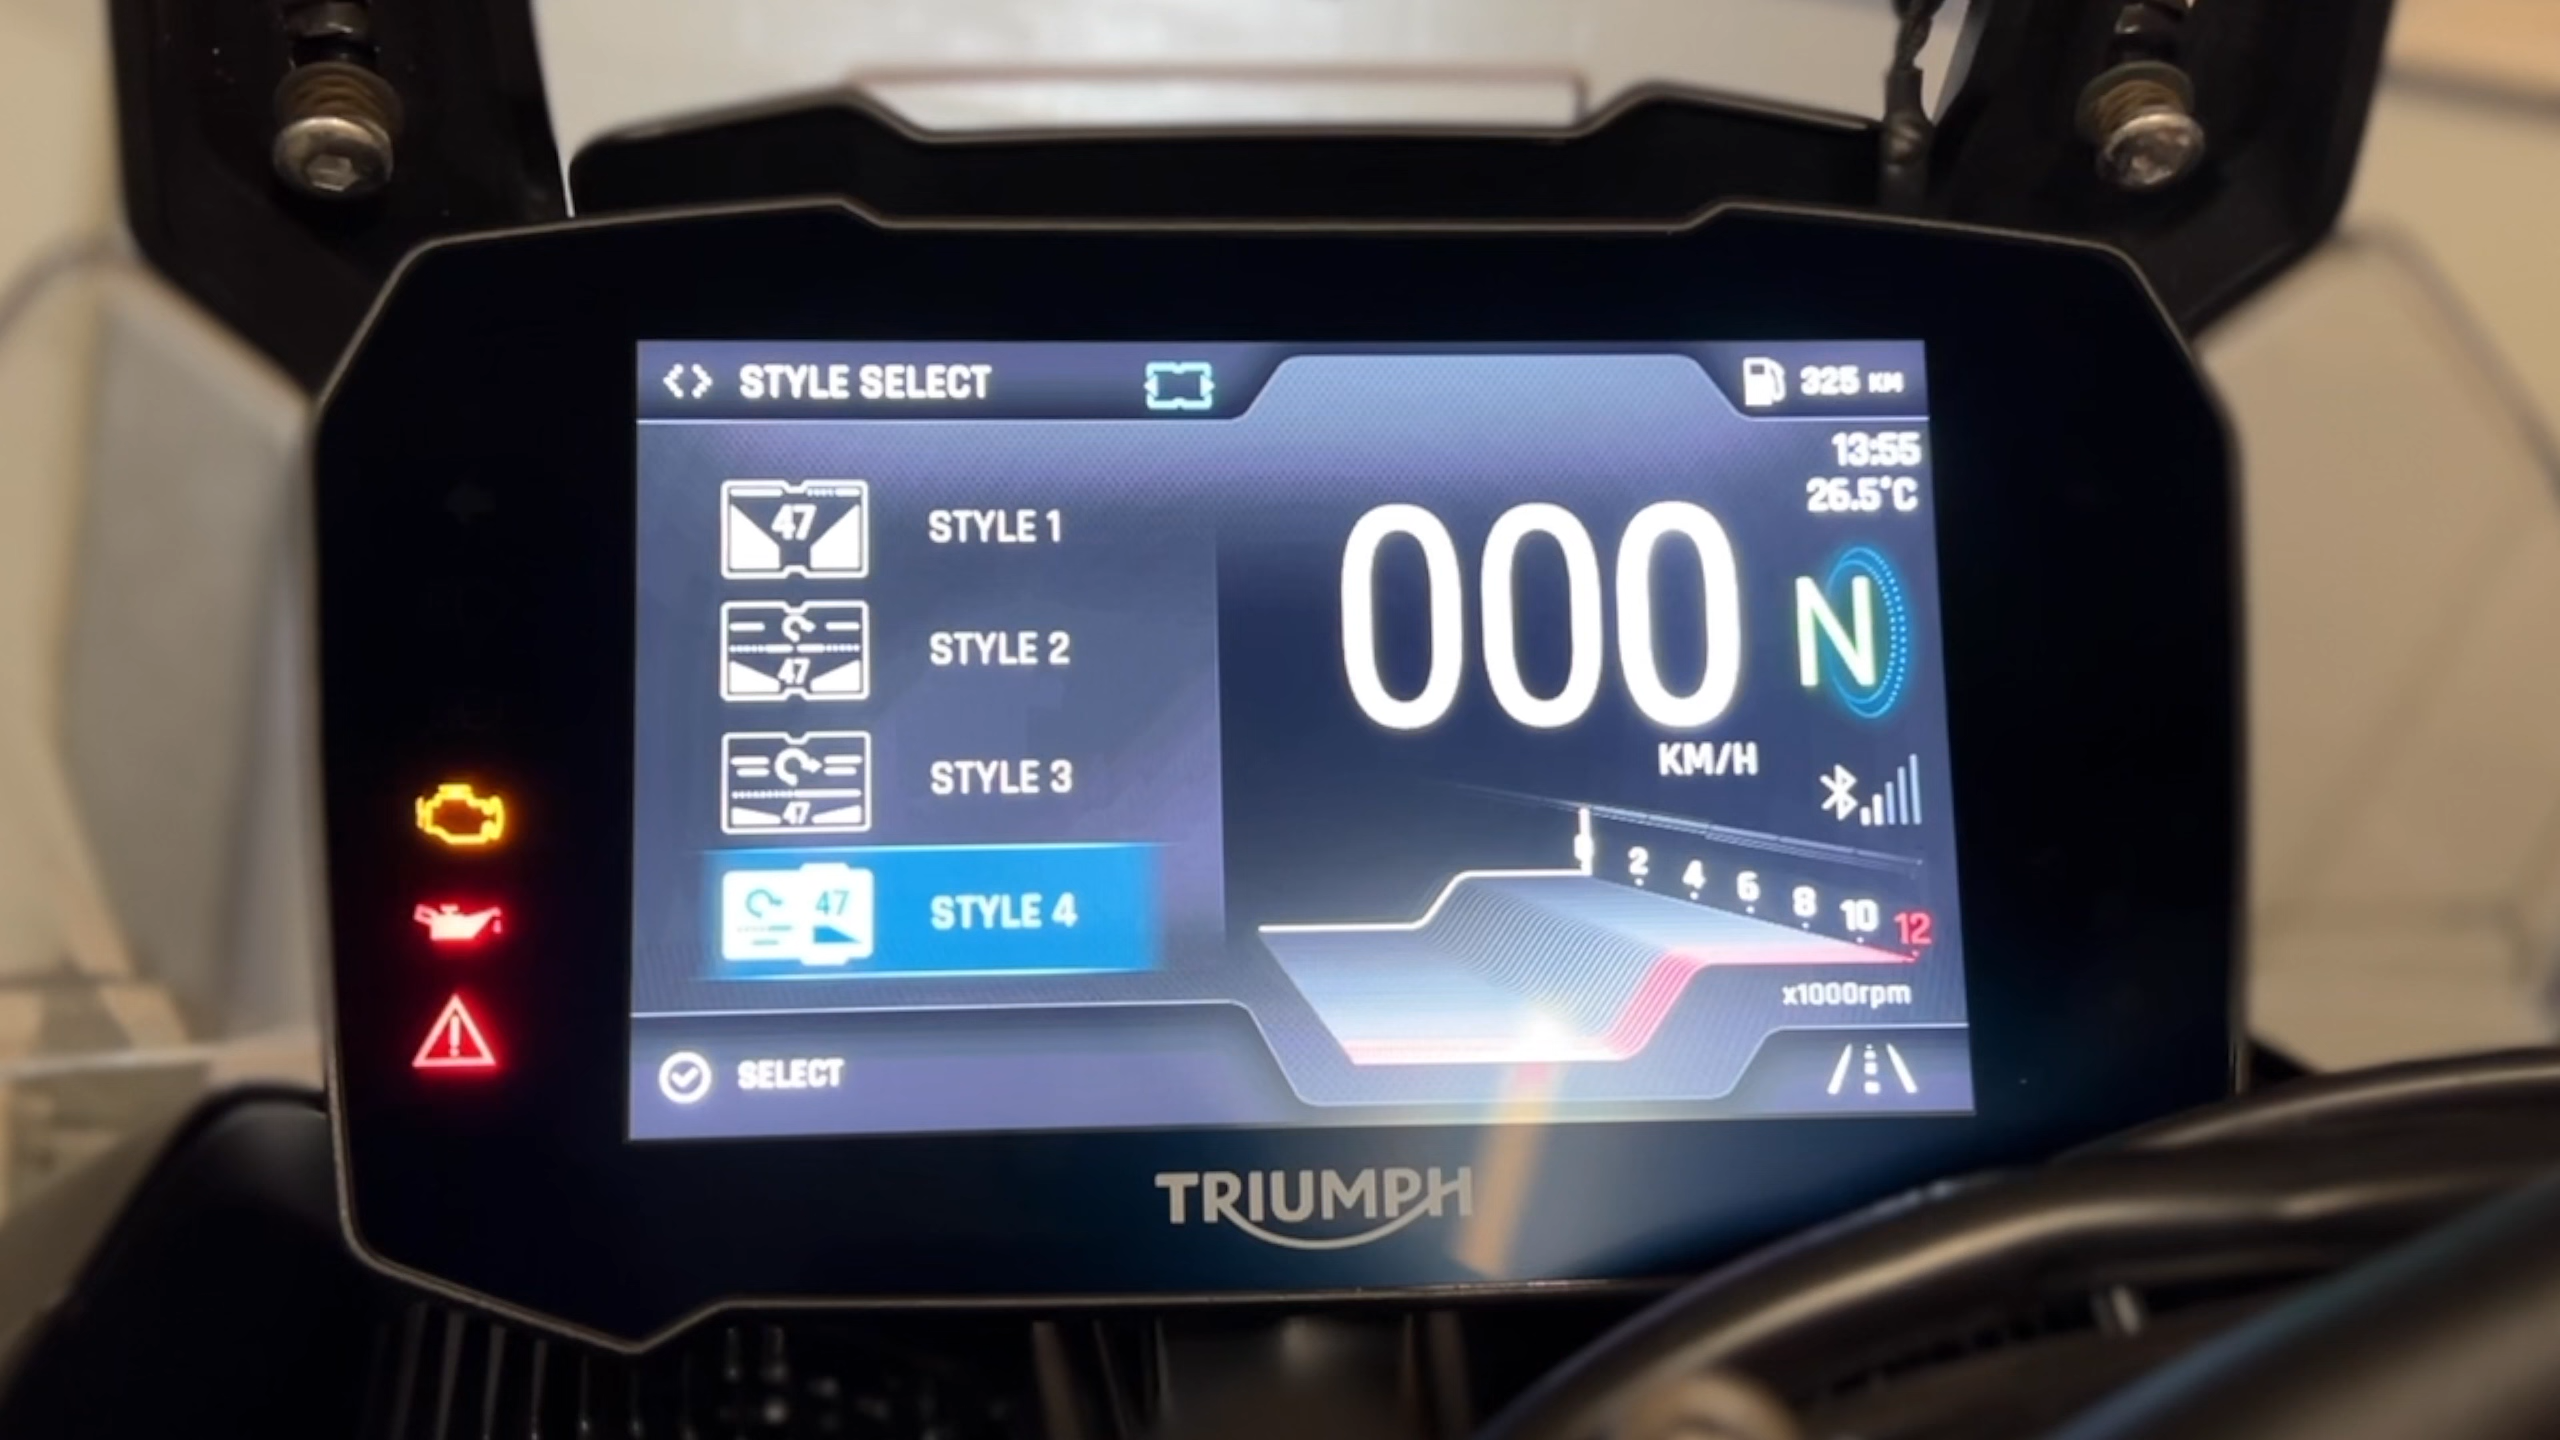 STYLE SELECT
325 KM
13:55
26.5°C
47
STYLE 1
47
STYLE 2
47
STYLE 3
47
STYLE 4
000
N
KM/H
0 2 4 6 8 10 12
x1000rpm
SELECT
TRIUMPH